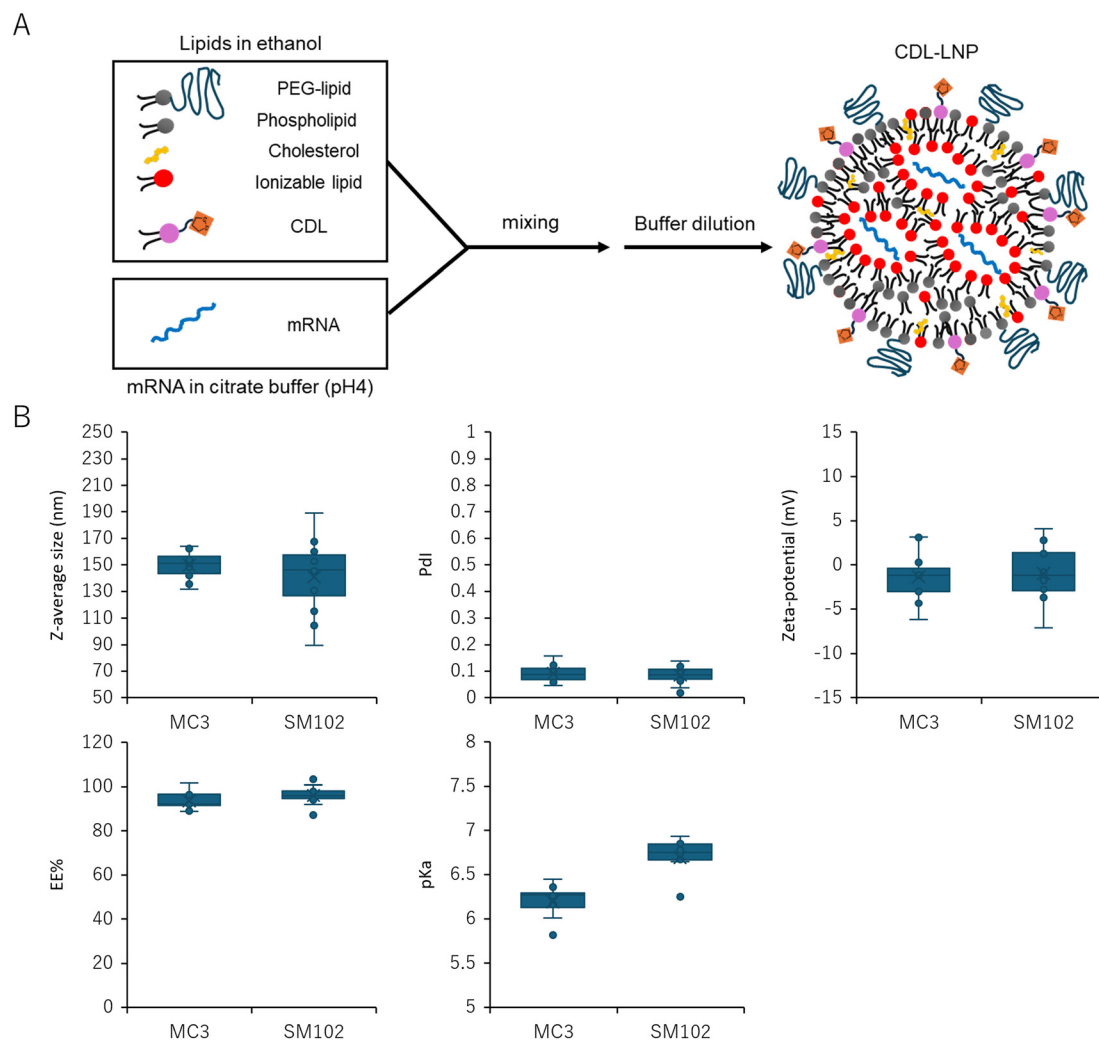 A
Lipids in ethanol
PEG-lipid
Phospholipid
Cholesterol
Ionizable lipid
CDL
mRNA
mRNA in citrate buffer (pH4)
mixing
Buffer dilution
CDL-LNP
B
Z-average size (nm)
250
230
210
190
170
150
130
110
90
70
50
MC3
SM102
PdI
1
0.9
0.8
0.7
0.6
0.5
0.4
0.3
0.2
0.1
0
MC3
SM102
Zeta-potential (mV)
15
10
5
0
-5
-10
-15
MC3
SM102
EE%
120
100
80
60
40
20
0
MC3
SM102
pKa
8
7.5
7
6.5
6
5.5
5
MC3
SM102